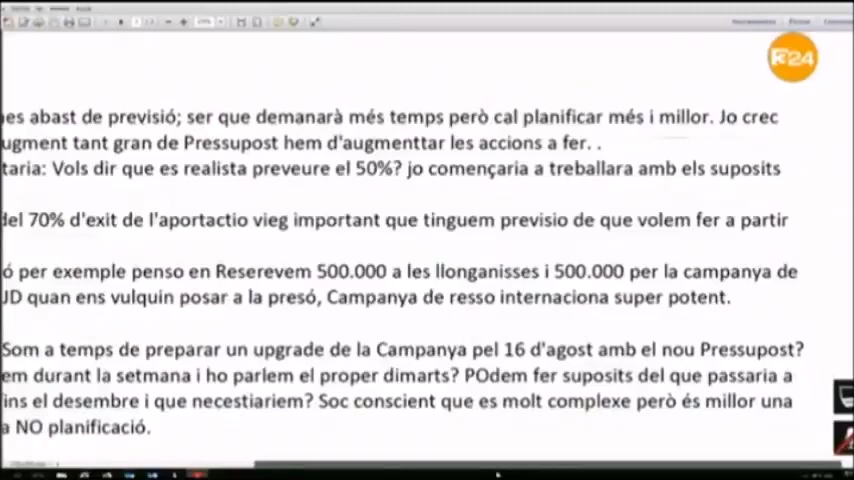 24
es abast de previsió; ser que demanarà més temps però cal planificar més i millor. Jo crec
ugment tant gran de Pressupost hem d'augmenttar les accions a fer. .
taria: Vols dir que es realista preveure el 50%? jo començaria a treballara amb els suposits
del 70% d'exit de l'aportactio vieg important que tinguem previsio de que volem fer a partir
ó per exemple penso en Reserevem 500.000 a les llonganisses i 500.000 per la campanya de
JD quan ens vulquin posar a la presó, Campanya de resso internaciona super potent.
Som a temps de preparar un upgrade de la Campanya pel 16 d'agost amb el nou Pressupost?
em durant la setmana i ho parlem el proper dimarts? POdem fer suposits del que passaria a
ins el desembre i que necestiariem? Soc conscient que es molt complexe però és millor una
a NO planificació.